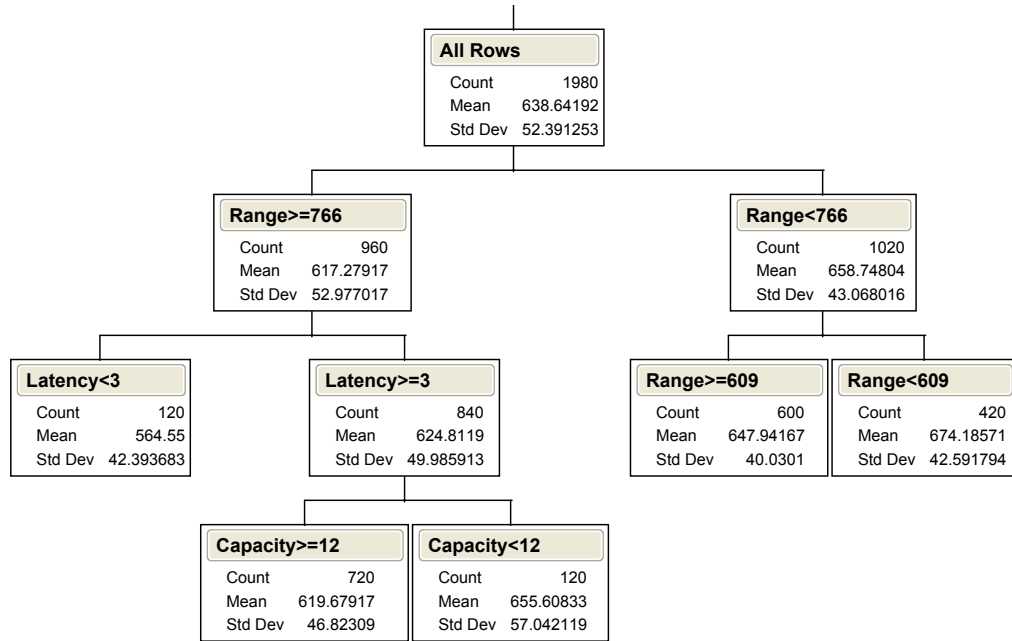 All Rows
Count 1980
Mean 638.64192
Std Dev 52.391253
Range>=766
Count 960
Mean 617.27917
Std Dev 52.977017
Range<766
Count 1020
Mean 658.74804
Std Dev 43.068016
Latency<3
Count 120
Mean 564.55
Std Dev 42.393683
Latency>=3
Count 840
Mean 624.8119
Std Dev 49.985913
Range>=609
Count 600
Mean 647.94167
Std Dev 40.0301
Range<609
Count 420
Mean 674.18571
Std Dev 42.591794
Capacity>=12
Count 720
Mean 619.67917
Std Dev 46.82309
Capacity<12
Count 120
Mean 655.60833
Std Dev 57.042119